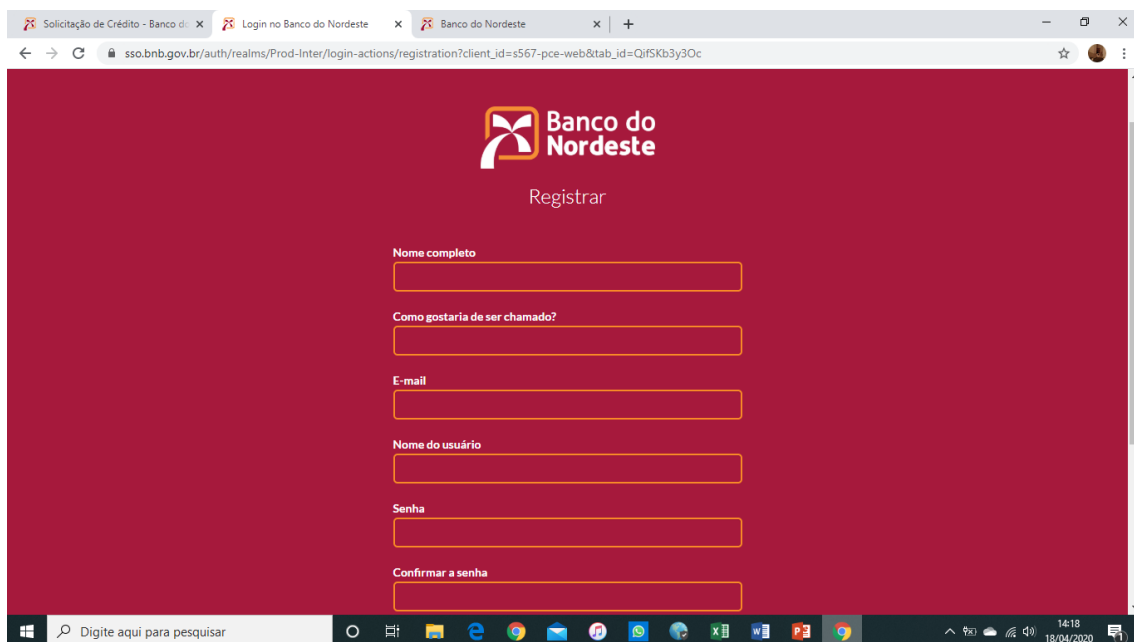 Solicitação de Crédito - Banco do
Login no Banco do Nordeste
Banco do Nordeste
sso.bnb.gov.br/auth/realms/Prod-Inter/login-actions/registration?client_id=s567-pce-web&tab_id=QifSKb3y3Oc
Banco do
Nordeste
Registrar
Nome completo
Como gostaria de ser chamado?
E-mail
Nome do usuário
Senha
Confirmar a senha
Digite aqui para pesquisar
14:18
18/04/2020